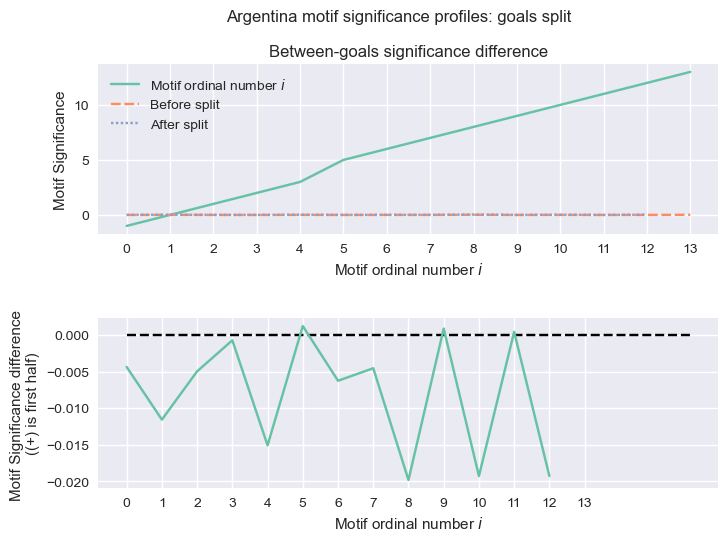 Argentina motif significance profiles: goals split
Between-goals significance difference
Motif Significance
10
5
0
Motif ordinal number i
Before split
After split
0 1 2 3 4 5 6 7 8 9 10 11 12 13
Motif ordinal number i
Motif Significance difference
((+) is first half)
0.000
−0.005
−0.010
−0.015
−0.020
0 1 2 3 4 5 6 7 8 9 10 11 12 13
Motif ordinal number i